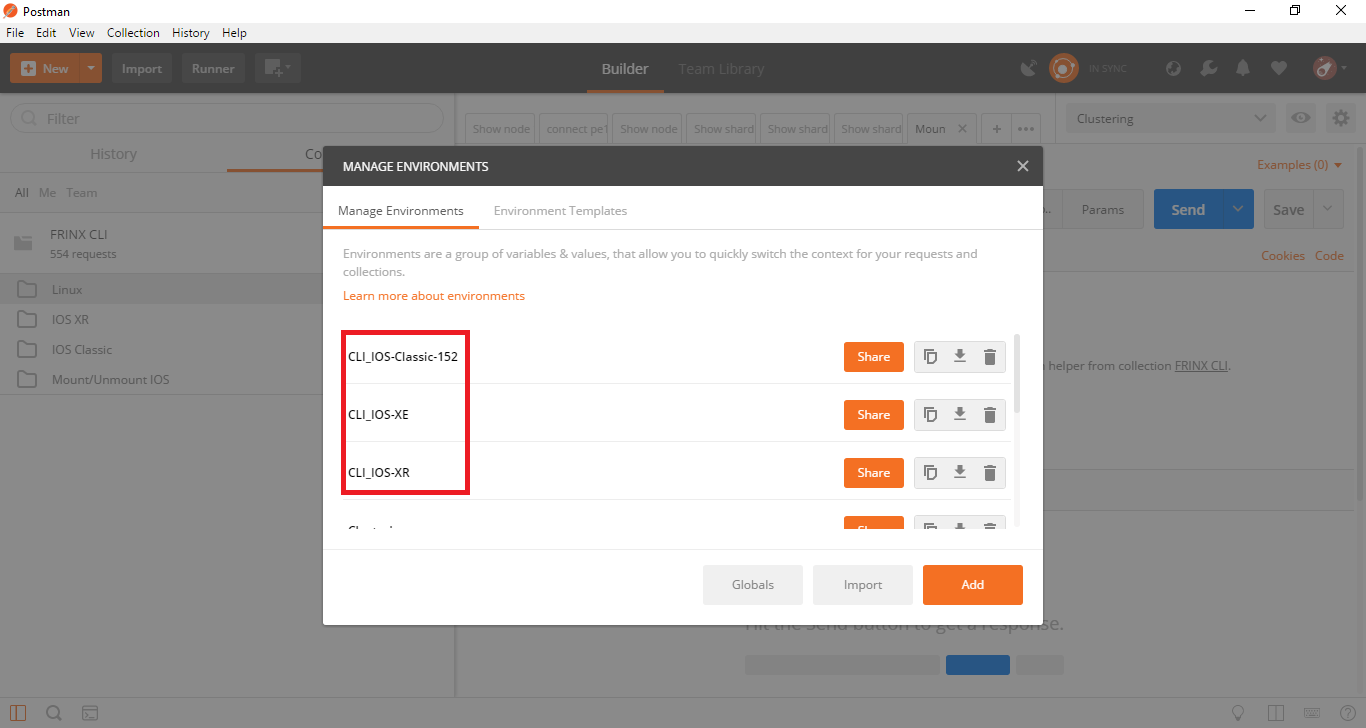 Postman
File Edit View Collection History Help
New Import Runner Builder Team Library IN SYNC
Filter
Show node connect pe1 Show node Show shard Show shard Show shard Moun
Clustering
History
MANAGE ENVIRONMENTS
Examples (0)
All Me Team
Manage Environments Environment Templates
Params Send Save
FRINX CLI
554 requests
Environments are a group of variables & values, that allow you to quickly switch the context for your requests and
collections.
Cookies Code
Learn more about environments
Linux
IOS XR
IOS Classic
Mount/Unmount IOS
CLI_IOS-Classic-152 Share
helper from collection FRINX CLI.
CLI_IOS-XE Share
CLI_IOS-XR Share
Globals Import Add
Hit the Send button to get a response.